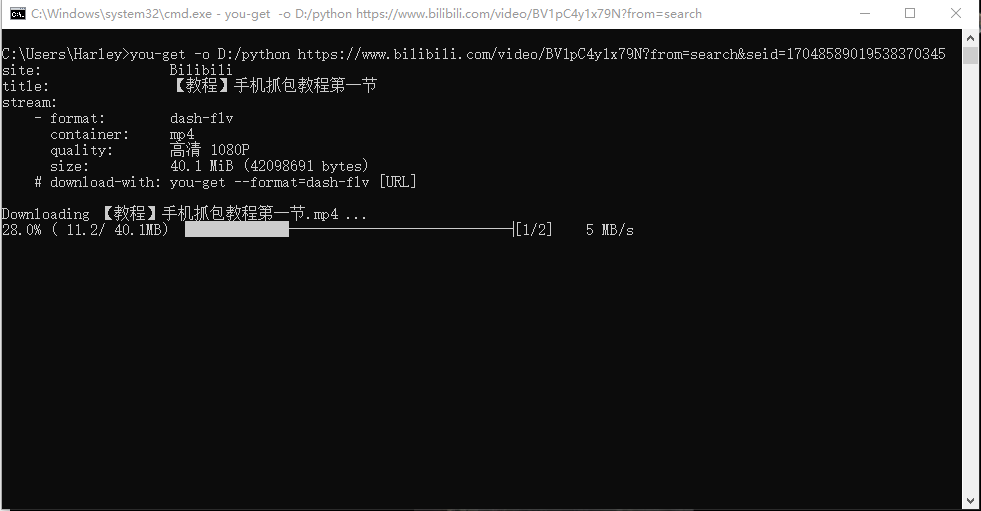 C:\Windows\system32\cmd.exe - you-get -o D:/python https://www.bilibili.com/video/BV1pC4y1x79N?from=search
C:\Users\Harley>you-get -o D:/python https://www.bilibili.com/video/BV1pC4y1x79N?from=search&seid=17048589019538370345
site: Bilibili
title: 【教程】手机抓包教程第一节
stream:
- format: dash-flv
container: mp4
quality: 高清 1080P
size: 40.1 MiB (42098691 bytes)
# download-with: you-get --format=dash-flv [URL]
Downloading 【教程】手机抓包教程第一节.mp4 ...
28.0% ( 11.2/ 40.1MB) [1/2] 5 MB/s